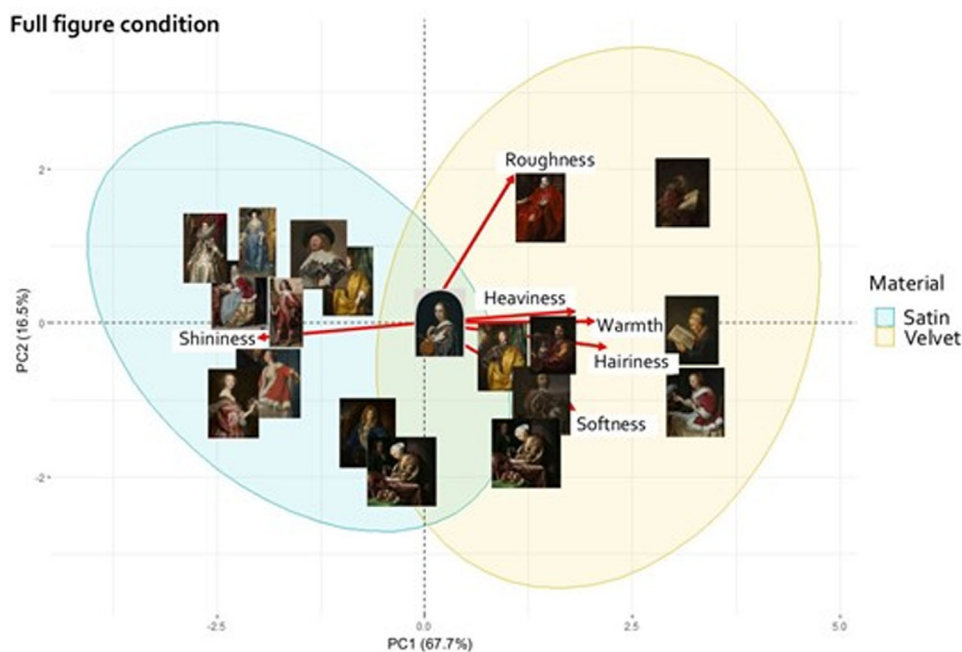 Full figure condition
Roughness
Heaviness
Warmth
Hairiness
Shininess
Softness
Material
Satin
Velvet
PC2 (16.5%)
2
0
-2
-2.5
0.0
2.5
5.0
PC1 (67.7%)